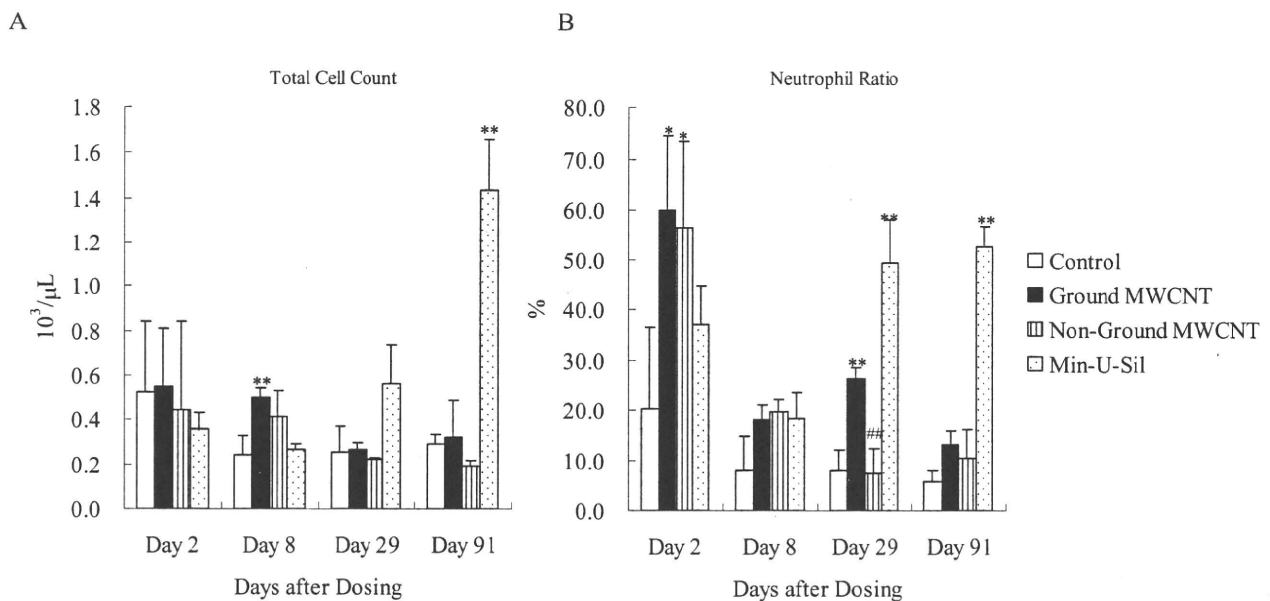 A
B
Total Cell Count
Neutrophil Ratio
1.8
1.6
1.4
1.2
1.0
0.8
0.6
0.4
0.2
0.0
10³/μL
**
**
Day 2
Day 8
Day 29
Day 91
Days after Dosing
80.0
70.0
60.0
50.0
40.0
30.0
20.0
10.0
0.0
%
*
*
**
##
**
**
Day 2
Day 8
Day 29
Day 91
Days after Dosing
Control
Ground MWCNT
Non-Ground MWCNT
Min-U-Sil